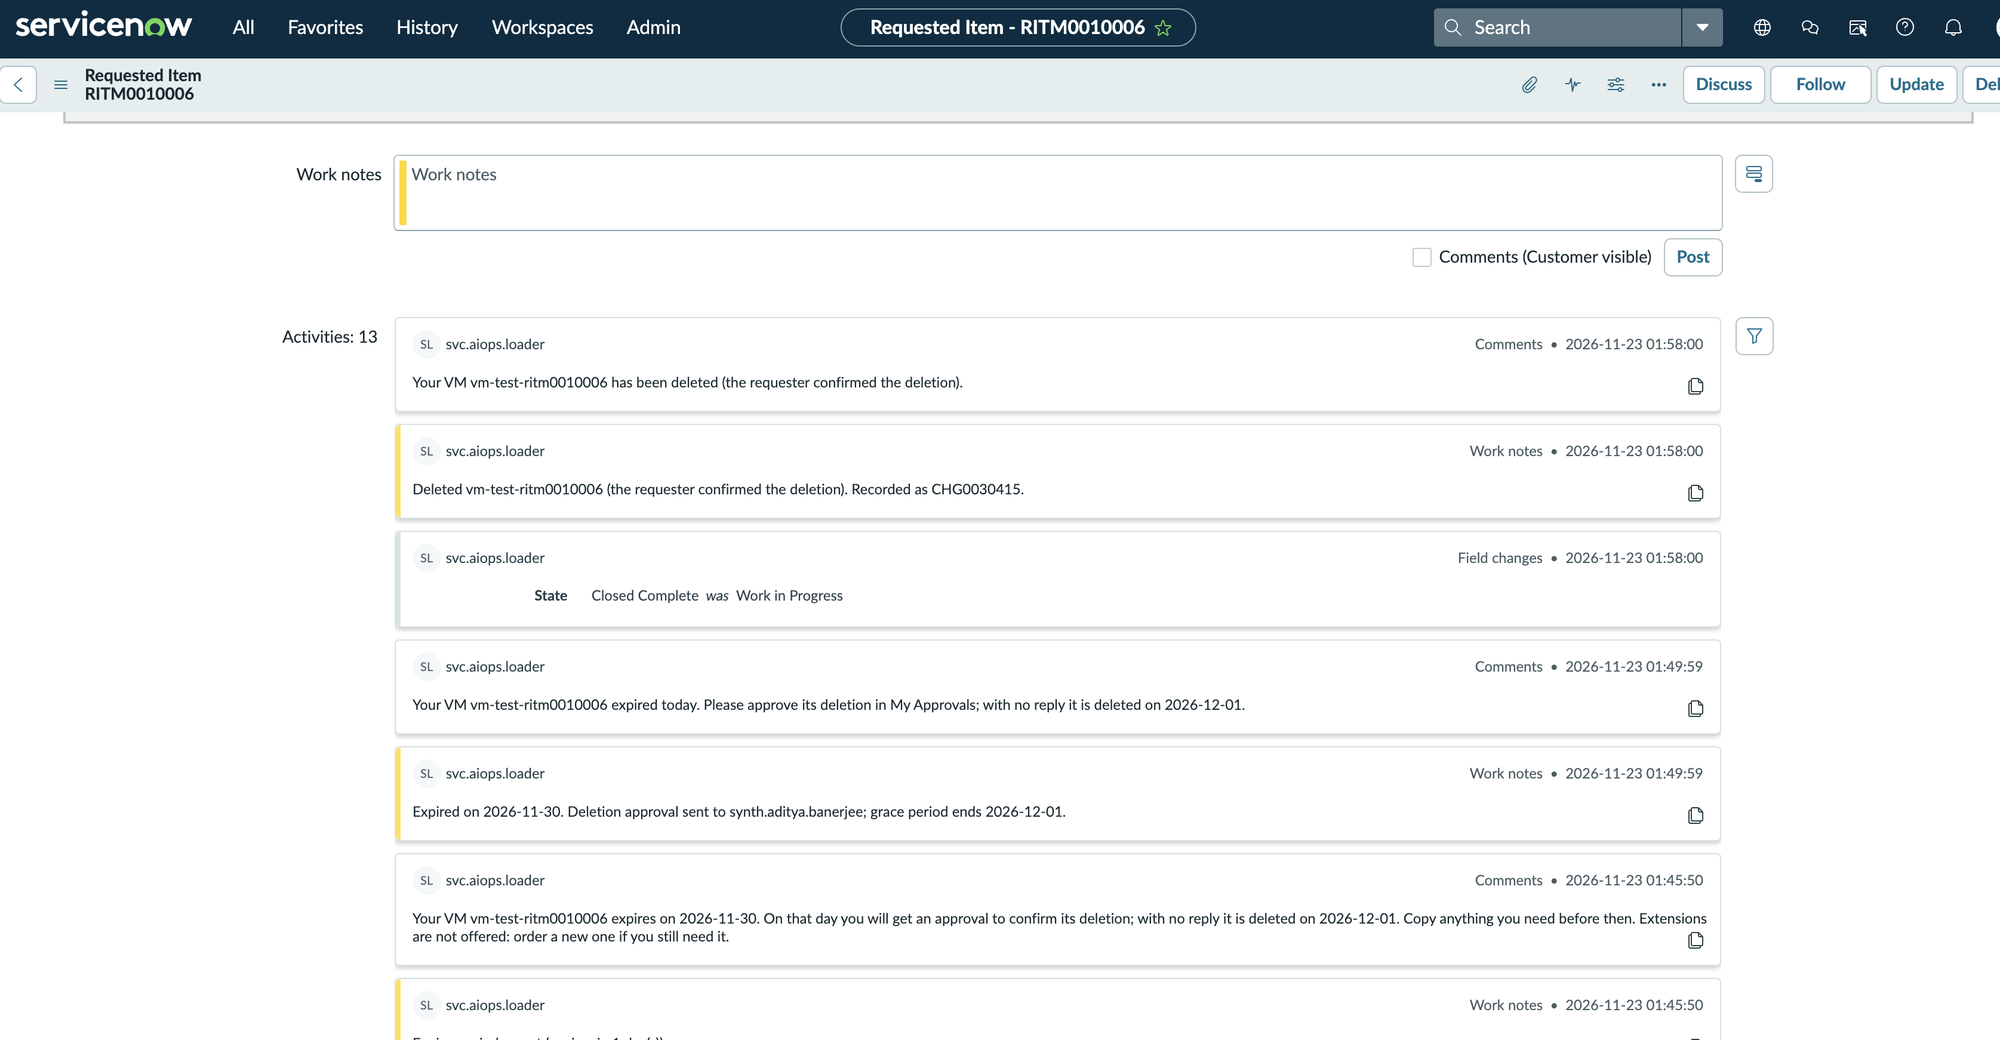 servicenow All Favorites History Workspaces Admin Requested Item - RITM0010006 Search
Requested Item
RITM0010006
Discuss Follow Update
Work notes Work notes
Comments (Customer visible) Post
Activities: 13
SL svc.aiops.loader Comments • 2026-11-23 01:58:00
Your VM vm-test-ritm0010006 has been deleted (the requester confirmed the deletion).
SL svc.aiops.loader Work notes • 2026-11-23 01:58:00
Deleted vm-test-ritm0010006 (the requester confirmed the deletion). Recorded as CHG0030415.
SL svc.aiops.loader Field changes • 2026-11-23 01:58:00
State Closed Complete was Work in Progress
SL svc.aiops.loader Comments • 2026-11-23 01:49:59
Your VM vm-test-ritm0010006 expired today. Please approve its deletion in My Approvals; with no reply it is deleted on 2026-12-01.
SL svc.aiops.loader Work notes • 2026-11-23 01:49:59
Expired on 2026-11-30. Deletion approval sent to synth.aditya.banerjee; grace period ends 2026-12-01.
SL svc.aiops.loader Comments • 2026-11-23 01:45:50
Your VM vm-test-ritm0010006 expires on 2026-11-30. On that day you will get an approval to confirm its deletion; with no reply it is deleted on 2026-12-01. Copy anything you need before then. Extensions
are not offered: order a new one if you still need it.
SL svc.aiops.loader Work notes • 2026-11-23 01:45:50